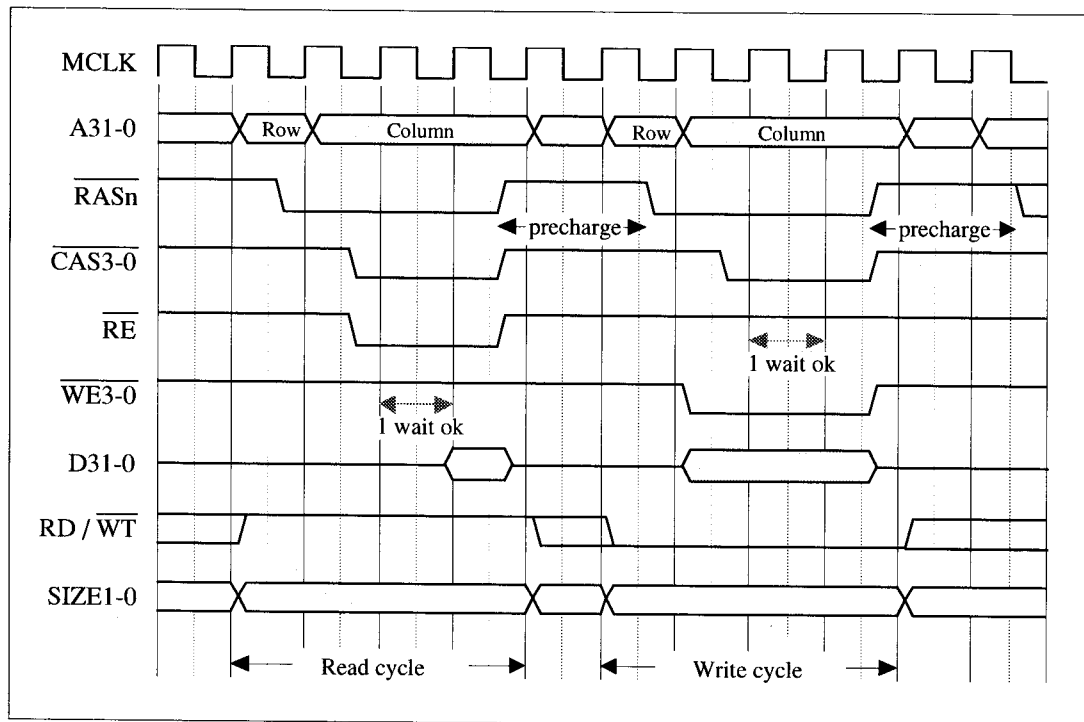 MCLK
A31-0
Row
Column
Row
Column
RASn
precharge
precharge
CAS3-0
RE
1 wait ok
WE3-0
1 wait ok
D31-0
RD / WT
SIZE1-0
Read cycle
Write cycle